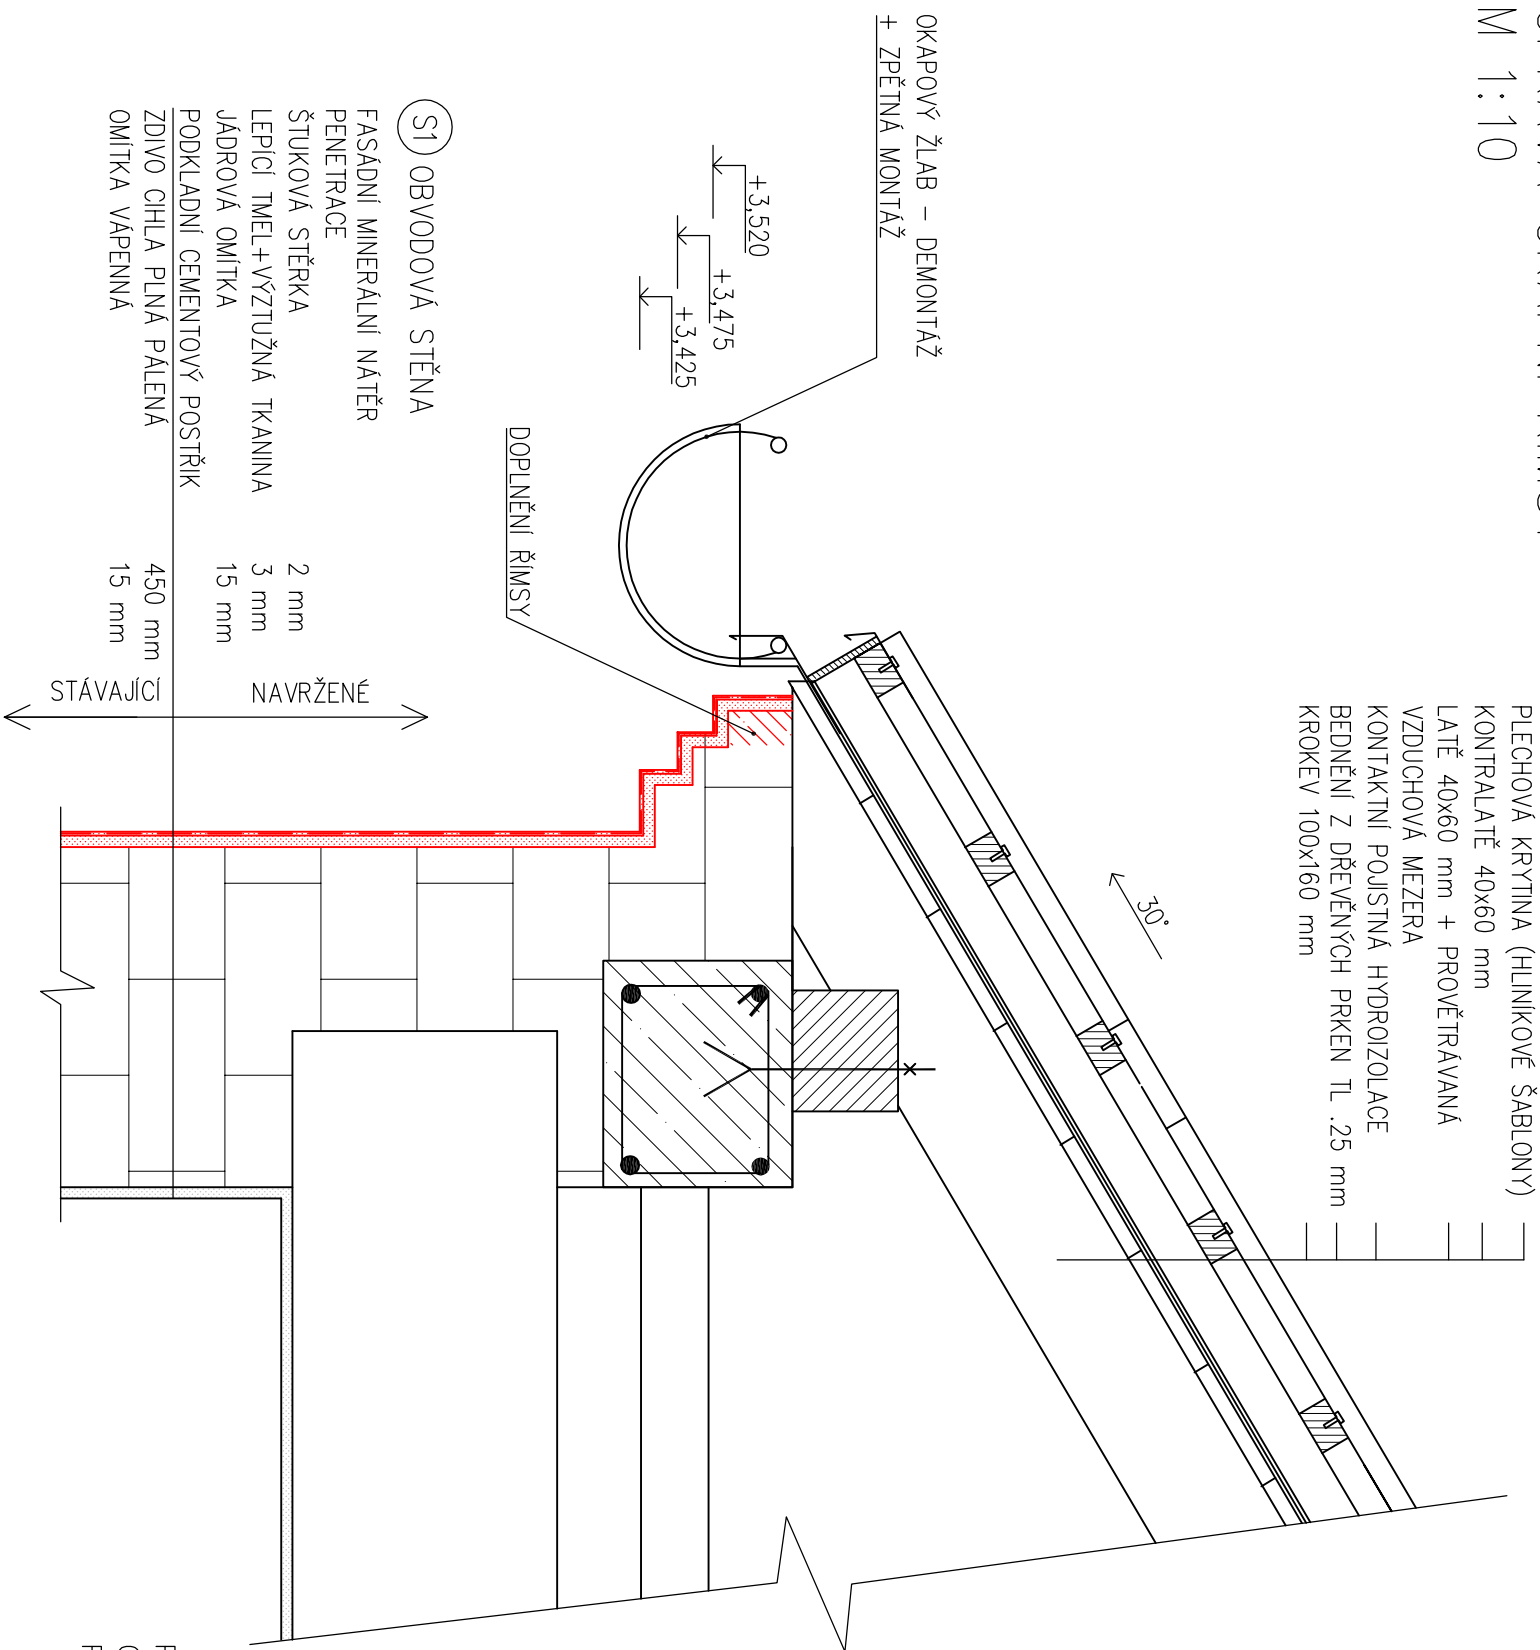 M 1:10
OKAPOVÝ ŽLAB – DEMONTÁŽ
+ ZPĚTNÁ MONTÁŽ
PLECHOVÁ KRYTINA (HLINÍKOVÉ ŠABLONY)
KONTRALATĚ 40x60 mm
LATĚ 40x60 mm + PROVĚTRÁVANÁ
VZDUCHOVÁ MEZERA
KONTAKTNÍ POJISTNÁ HYDROIZOLACE
BEDNĚNÍ Z DŘEVĚNÝCH PRKEN TL .25 mm
KROKEV 100x160 mm
30°
+3,520
+3,475
+3,425
DOPLNĚNÍ ŘÍMSY
S1 OBVODOVÁ STĚNA
FASÁDNÍ MINERÁLNÍ NÁTĚR
PENETRACE
ŠTUKOVÁ STĚRKA 2 mm
LEPÍCÍ TMEL+VÝZTUŽNÁ TKANINA 3 mm
JÁDROVÁ OMÍTKA 15 mm
PODKLADNÍ CEMENTOVÝ POSTŘIK
ZDIVO CIHLA PLNÁ PÁLENÁ 450 mm
OMÍTKA VÁPENNÁ 15 mm
STÁVAJÍCÍ
NAVRŽENÉ